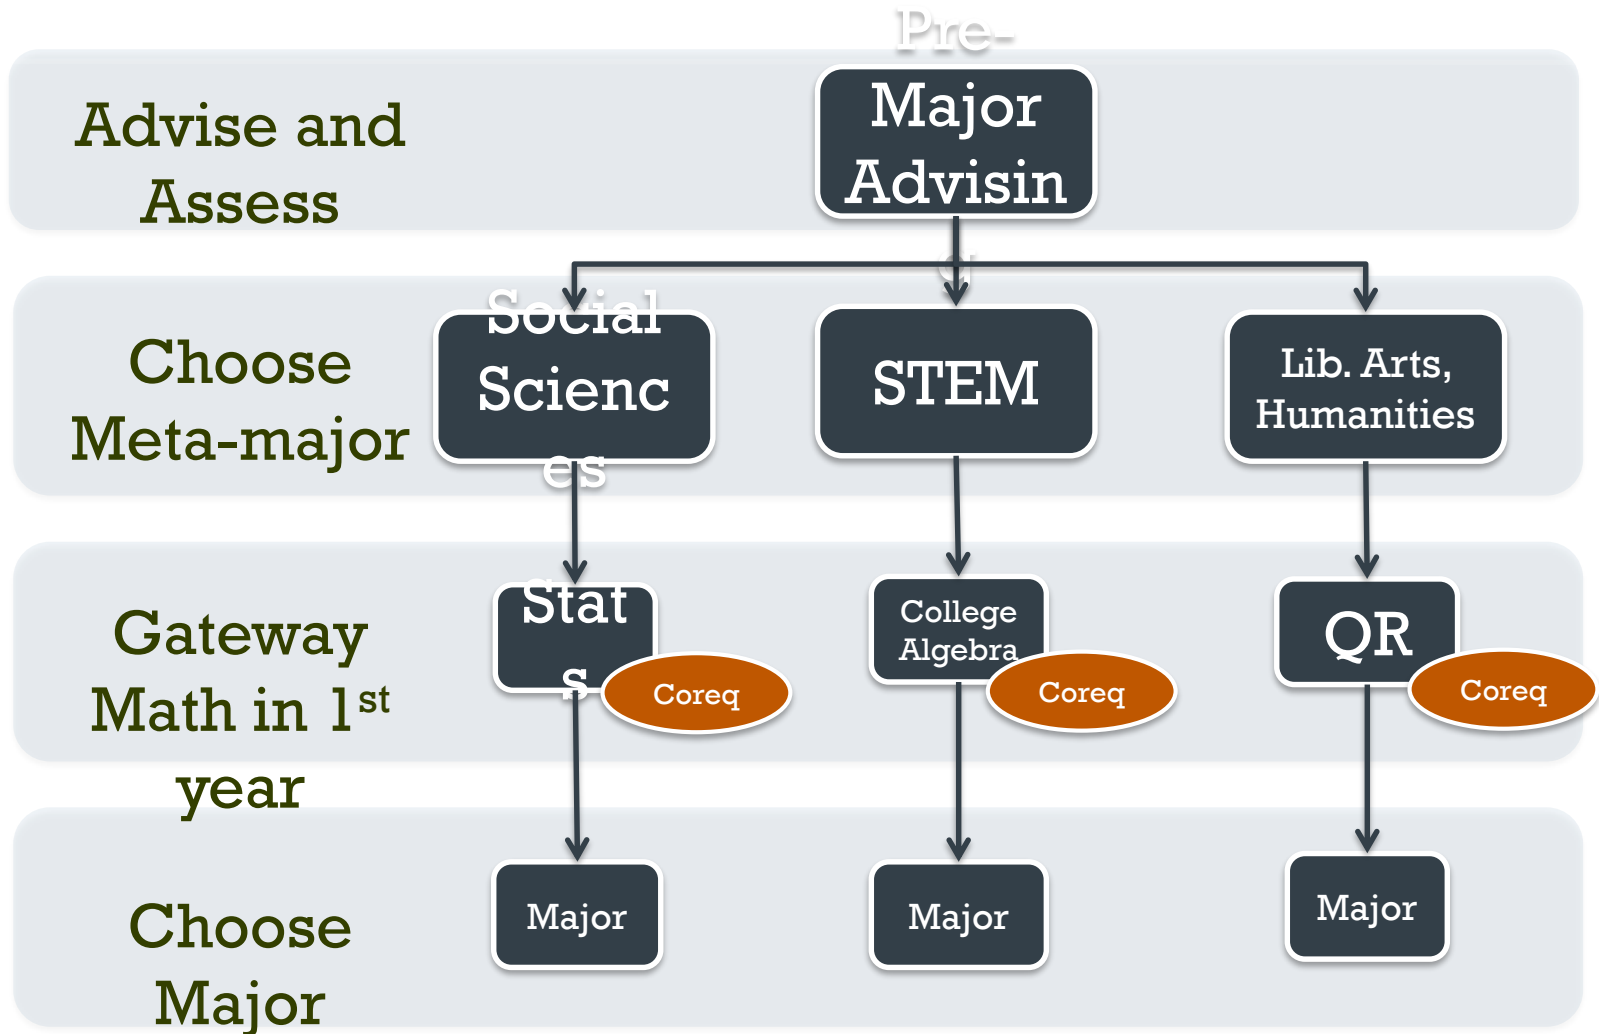 Pre-
Major
Advisin
g
Advise and
Assess
Choose
Meta-major
Social
Scienc
es
STEM
Lib. Arts,
Humanities
Gateway
Math in 1st
year
Stat
s
Coreq
College
Algebra
Coreq
QR
Coreq
Choose
Major
Major
Major
Major